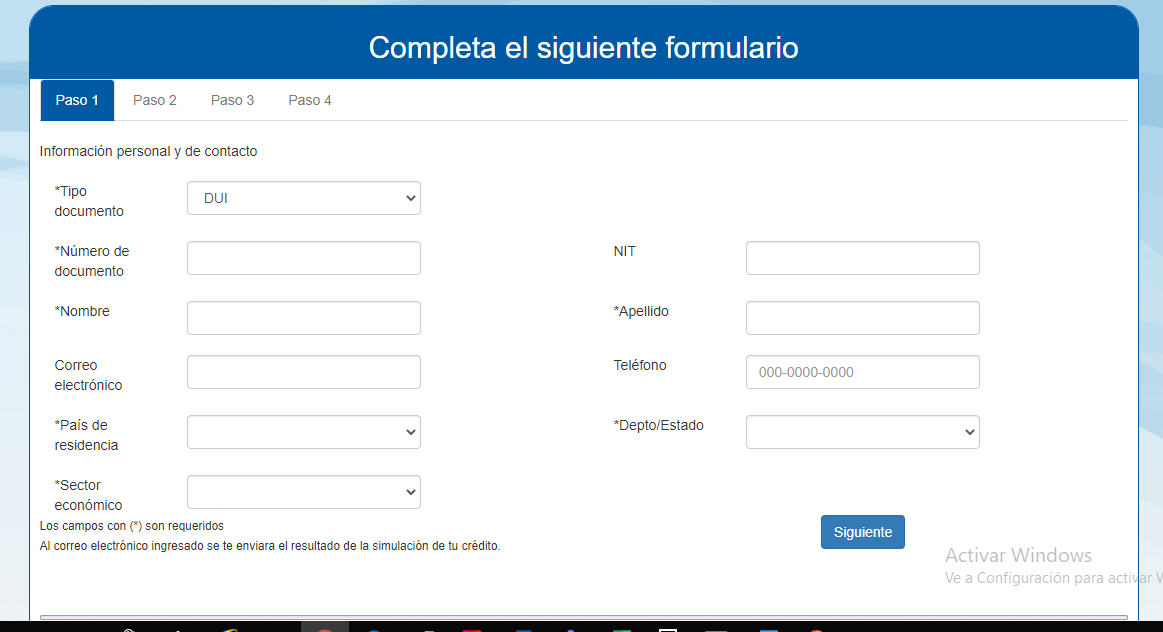 Completa el siguiente formulario
Paso 1 Paso 2 Paso 3 Paso 4
Información personal y de contacto
*Tipo
documento
DUI
*Número de
documento
NIT
*Nombre
*Apellido
Correo
electrónico
Teléfono
000-0000-0000
*País de
residencia
*Depto/Estado
*Sector
económico
Los campos con (*) son requeridos
Al correo electrónico ingresado se te enviara el resultado de la simulación de tu crédito.
Siguiente
Activar Windows
Ve a Configuración para activar W